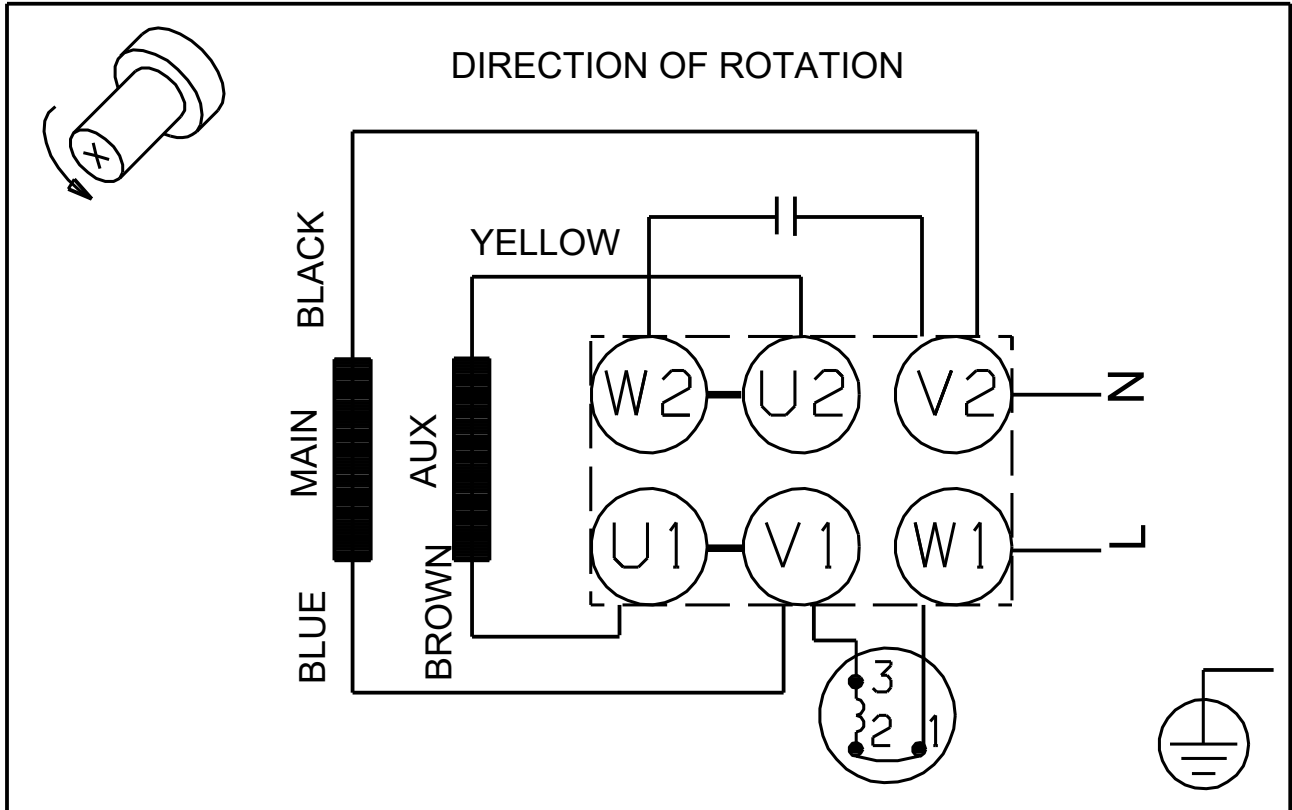 DIRECTION OF ROTATION
BLACK
YELLOW
W2
U2
V2
N
MAIN
AUX
U1
V1
W1
L
BLUE
BROWN
3
2
1